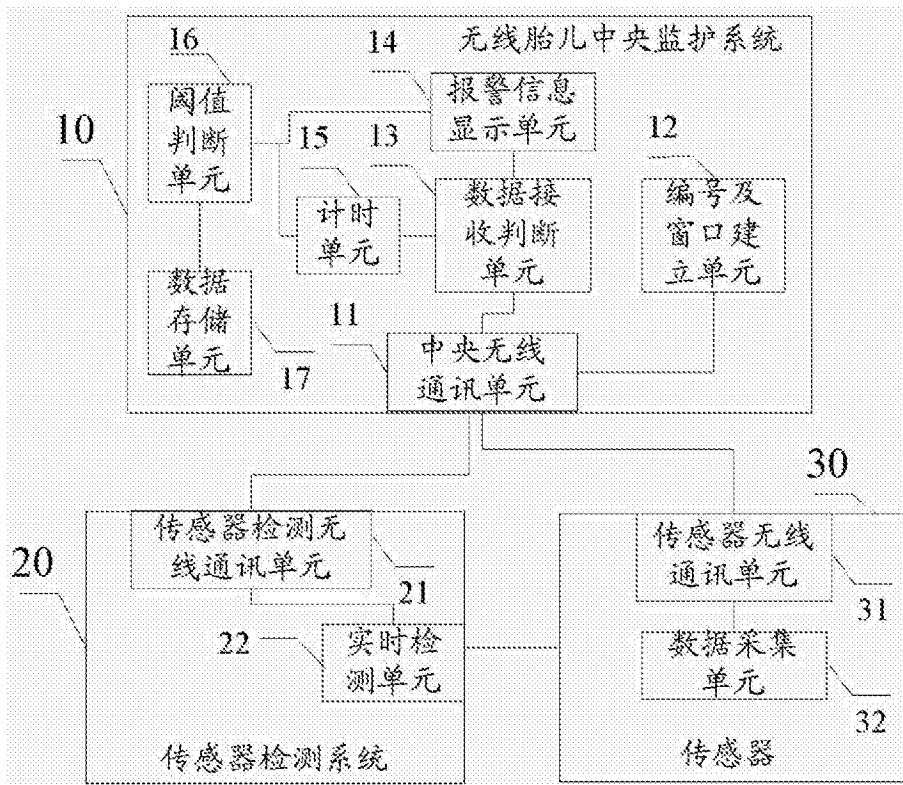 无线胎儿中央监护系统
16
14
阈值
判断
单元
报警信息
显示单元
10
15
13
12
计时
单元
数据接
收判断
单元
编号及
窗口建
立单元
数据
存储
单元
17
11
中央无线
通讯单元
30
传感器检测无
线通讯单元
21
传感器无线
通讯单元
31
20
22
实时检
测单元
数据采集
单元
32
传感器检测系统
传感器